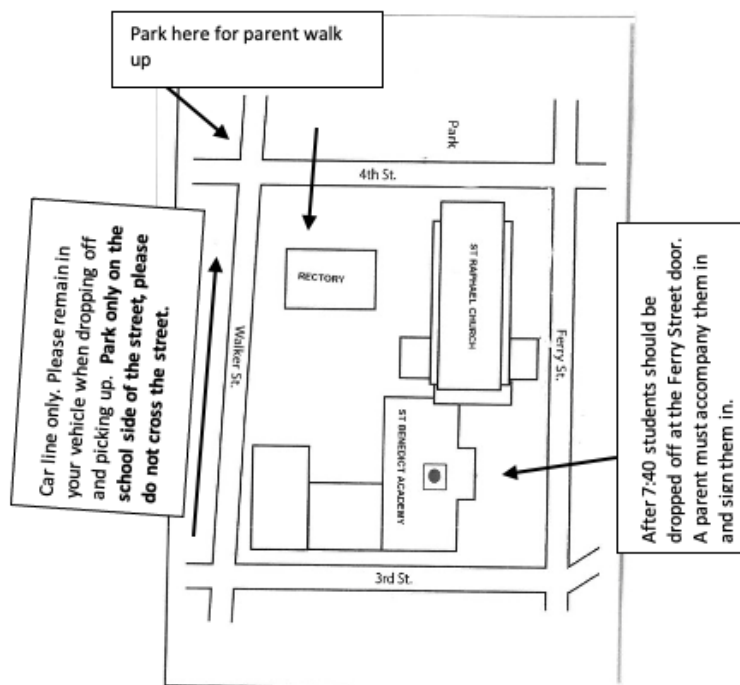 Park here for parent walk
up
Park
4th St.
Car line only. Please remain in
your vehicle when dropping off
and picking up. Park only on the
school side of the street, please
do not cross the street.
RECTORY
ST RAPHAEL CHURCH
Walker St.
Ferry St.
After 7:40 students should be
dropped off at the Ferry Street door.
A parent must accompany them in
and sign them in.
ST BENEDICT ACADEMY
3rd St.